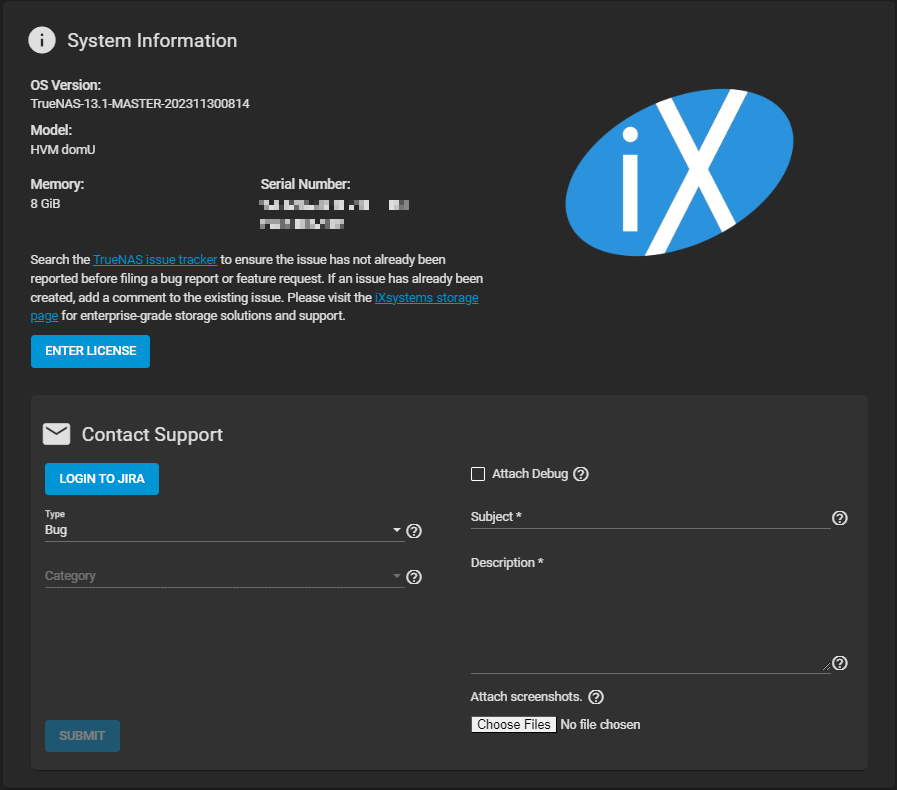 System Information
OS Version:
TrueNAS-13.1-MASTER-202311300814
Model:
HVM domU
Memory:
8 GiB
Serial Number:
iX
Search the TrueNAS issue tracker to ensure the issue has not already been
reported before filing a bug report or feature request. If an issue has already been
created, add a comment to the existing issue. Please visit the iXsystems storage
page for enterprise-grade storage solutions and support.
ENTER LICENSE
Contact Support
LOGIN TO JIRA
Type
Bug
Category
SUBMIT
Attach Debug
Subject *
Description *
Attach screenshots.
Choose Files No file chosen